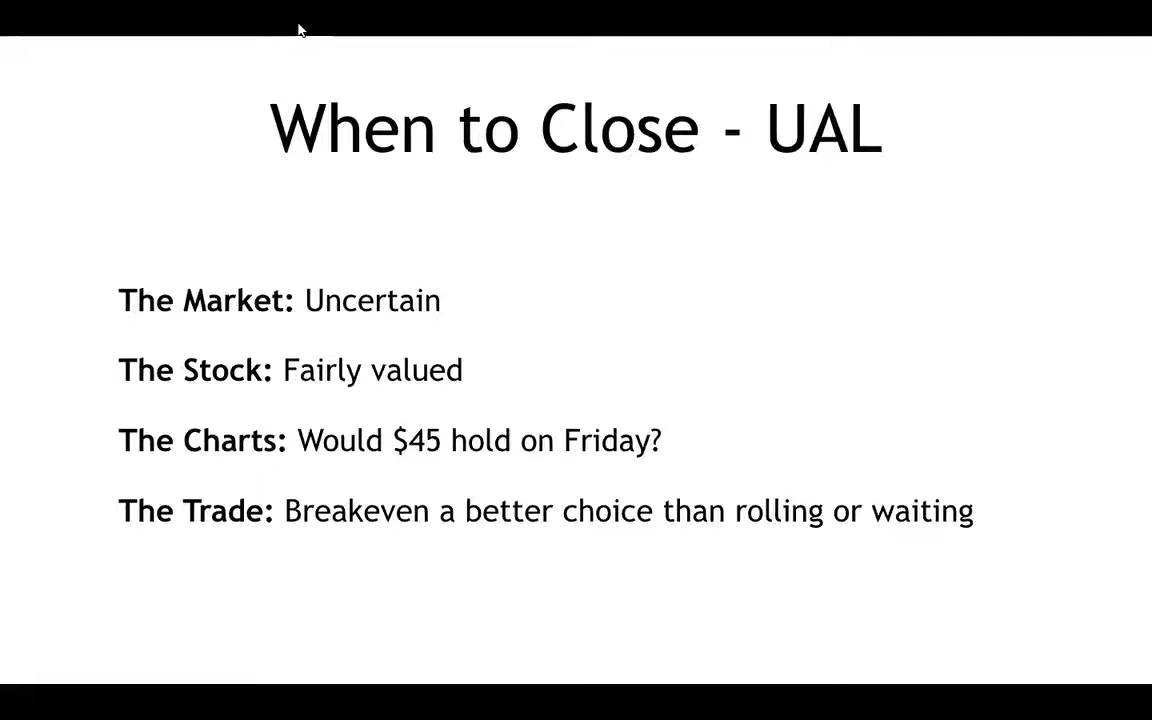 When to Close - UAL
The Market: Uncertain
The Stock: Fairly valued
The Charts: Would $45 hold on Friday?
The Trade: Breakeven a better choice than rolling or waiting